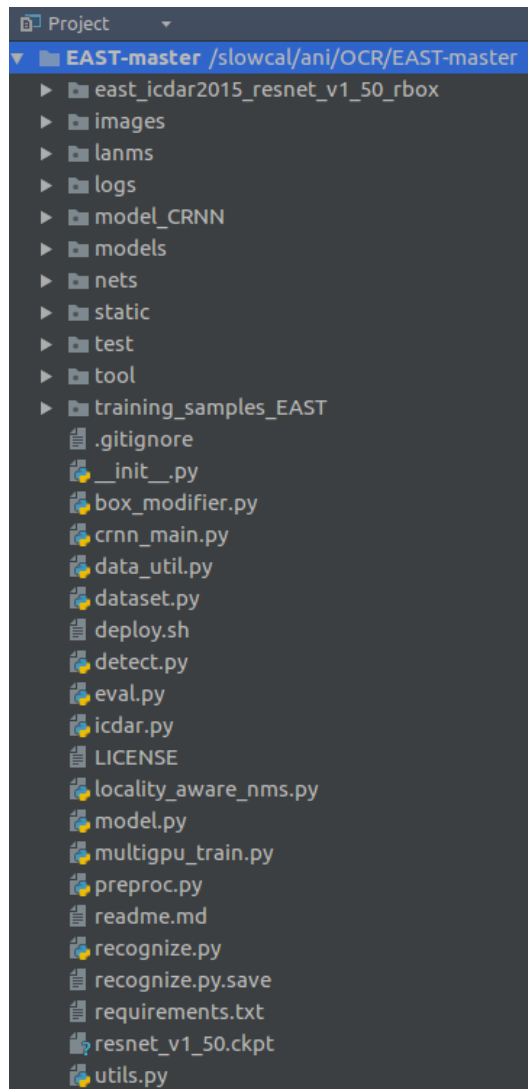 Project
EAST-master /slowcal/ani/OCR/EAST-master
east_icdar2015_resnet_v1_50_rbox
images
lanms
logs
model_CRNN
models
nets
static
test
tool
training_samples_EAST
.gitignore
__init__.py
box_modifier.py
crnn_main.py
data_util.py
dataset.py
deploy.sh
detect.py
eval.py
icdar.py
LICENSE
locality_aware_nms.py
model.py
multigpu_train.py
preproc.py
readme.md
recognize.py
recognize.py.save
requirements.txt
resnet_v1_50.ckpt
utils.py